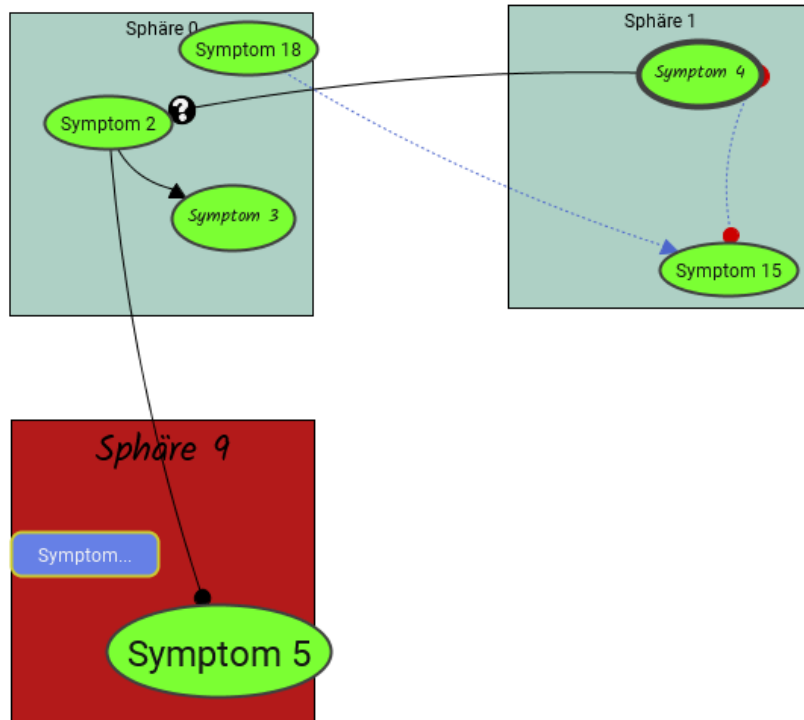 Sphäre 0
Symptom 18
Symptom 2
?
Symptom 3
Sphäre 1
Symptom 4
Symptom 15
Sphäre 9
Symptom...
Symptom 5